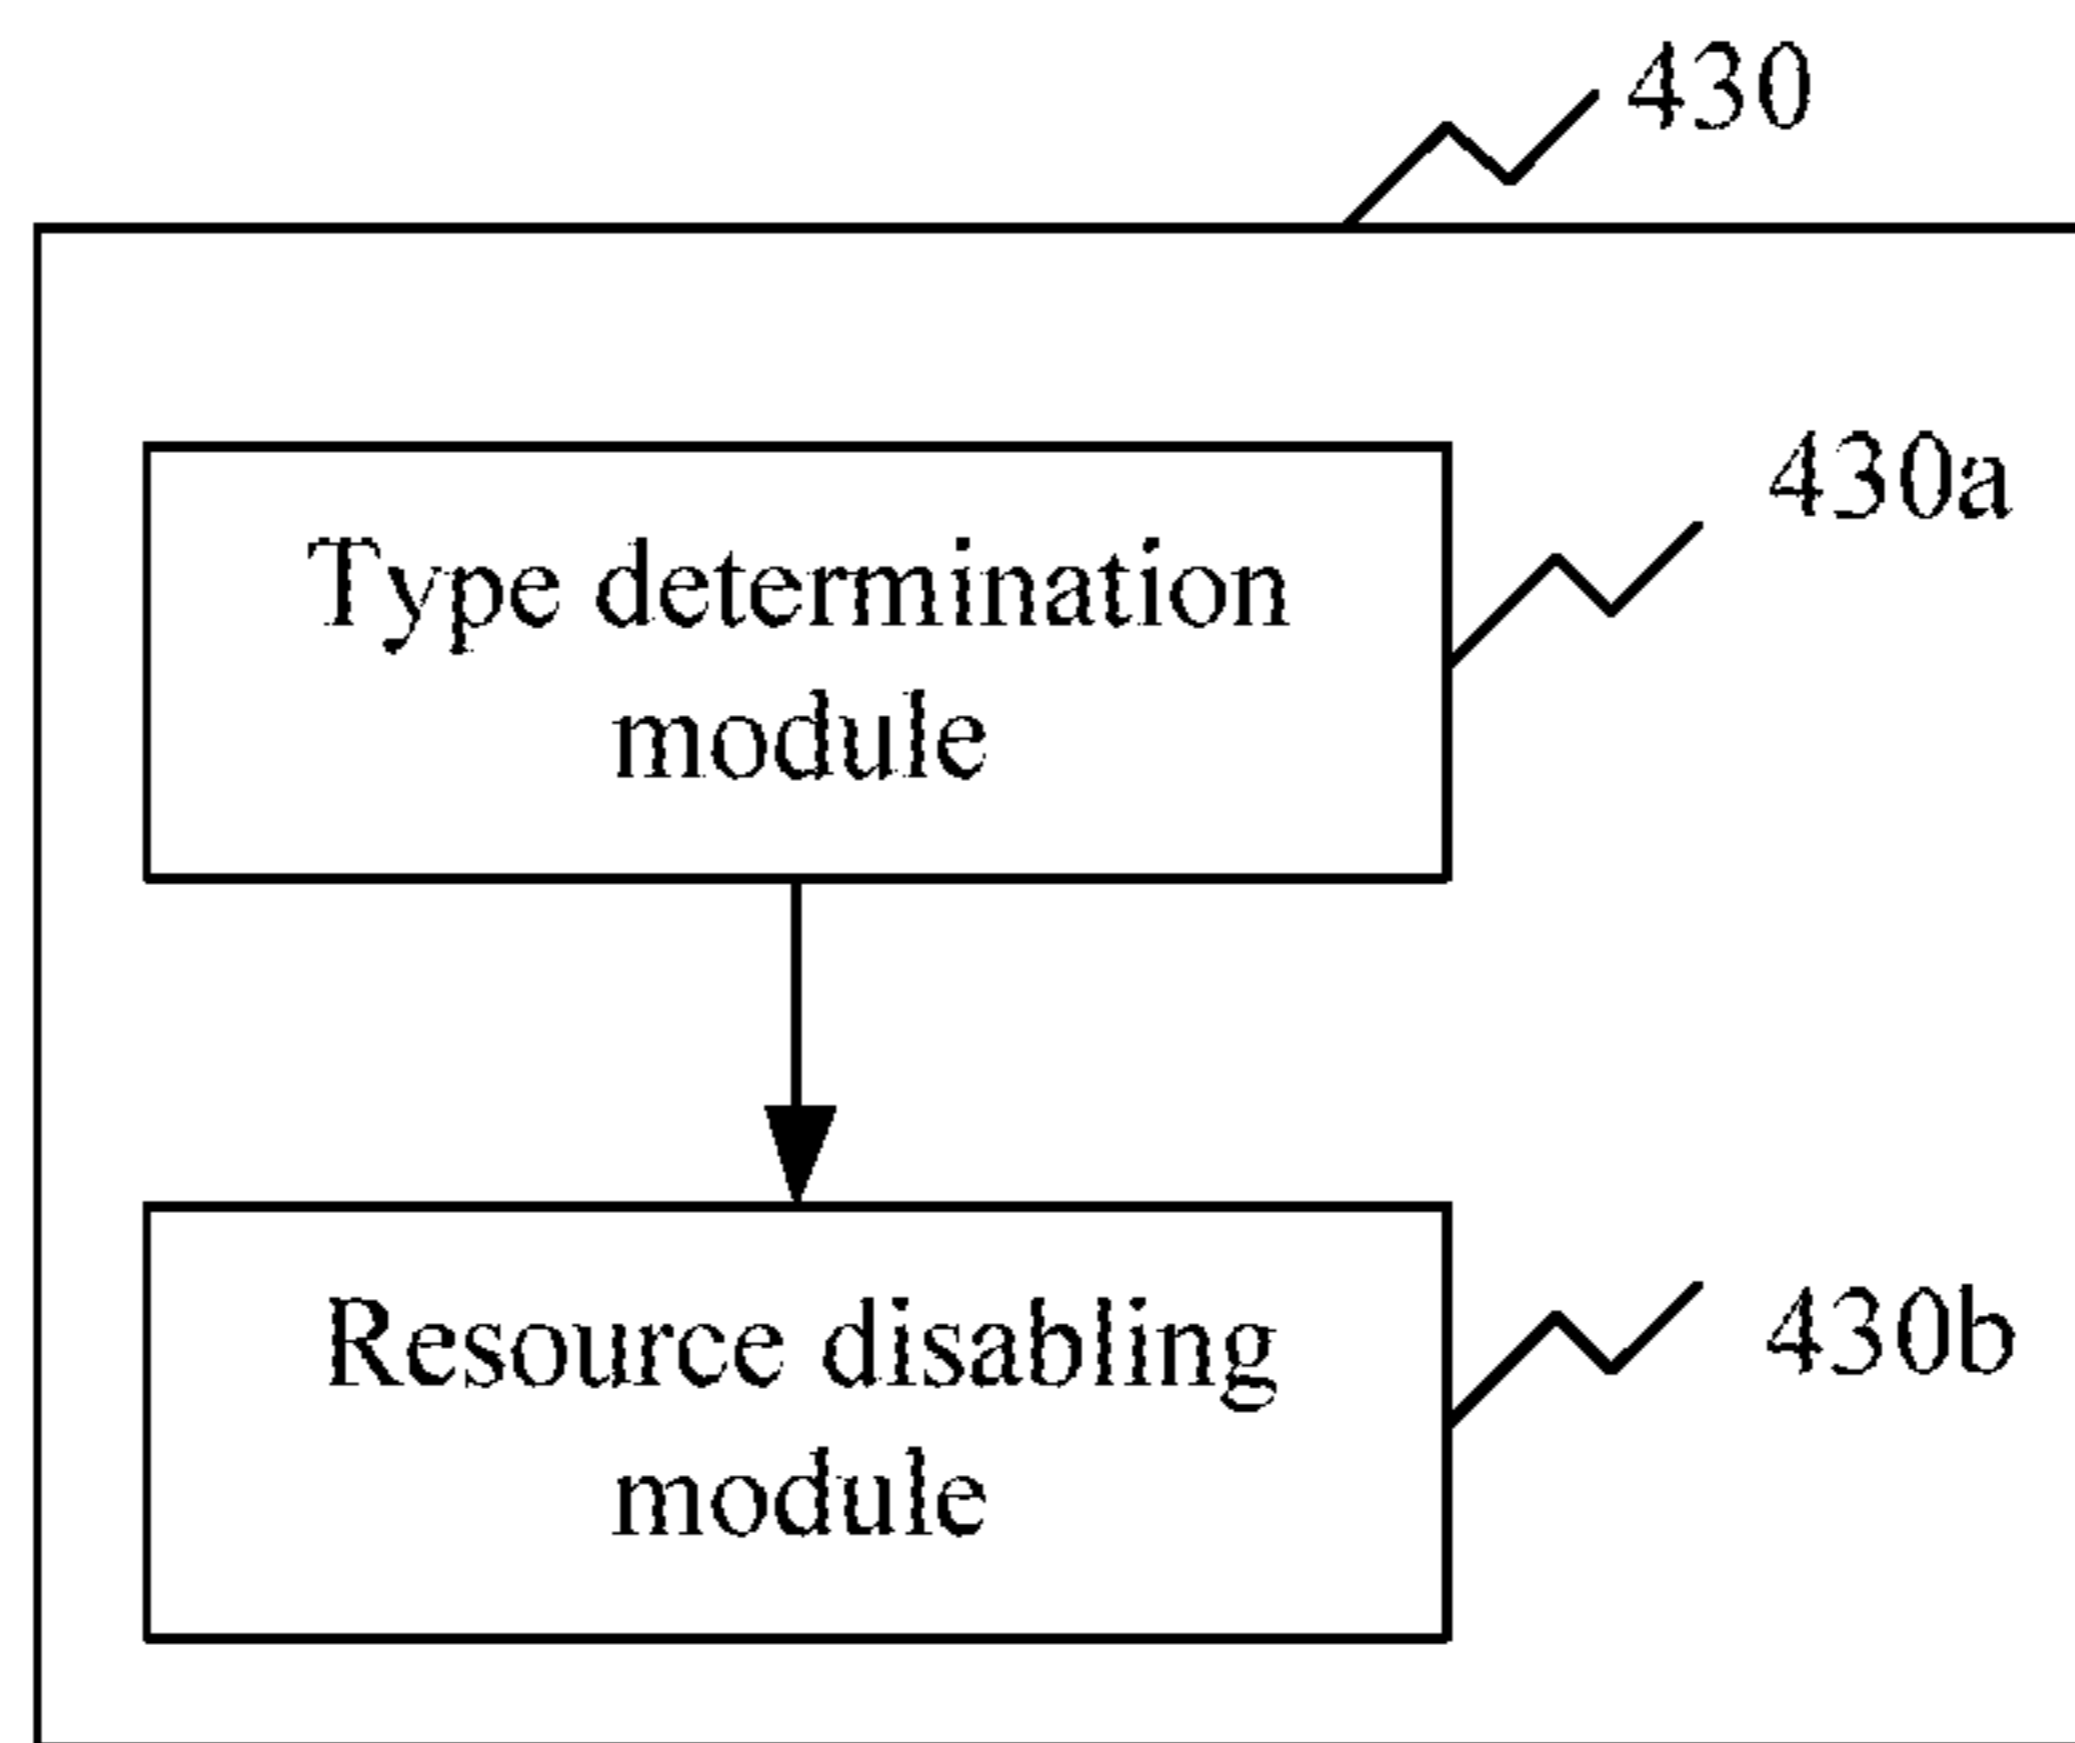 430
430a
Type determination
module
Resource disabling
module
430b